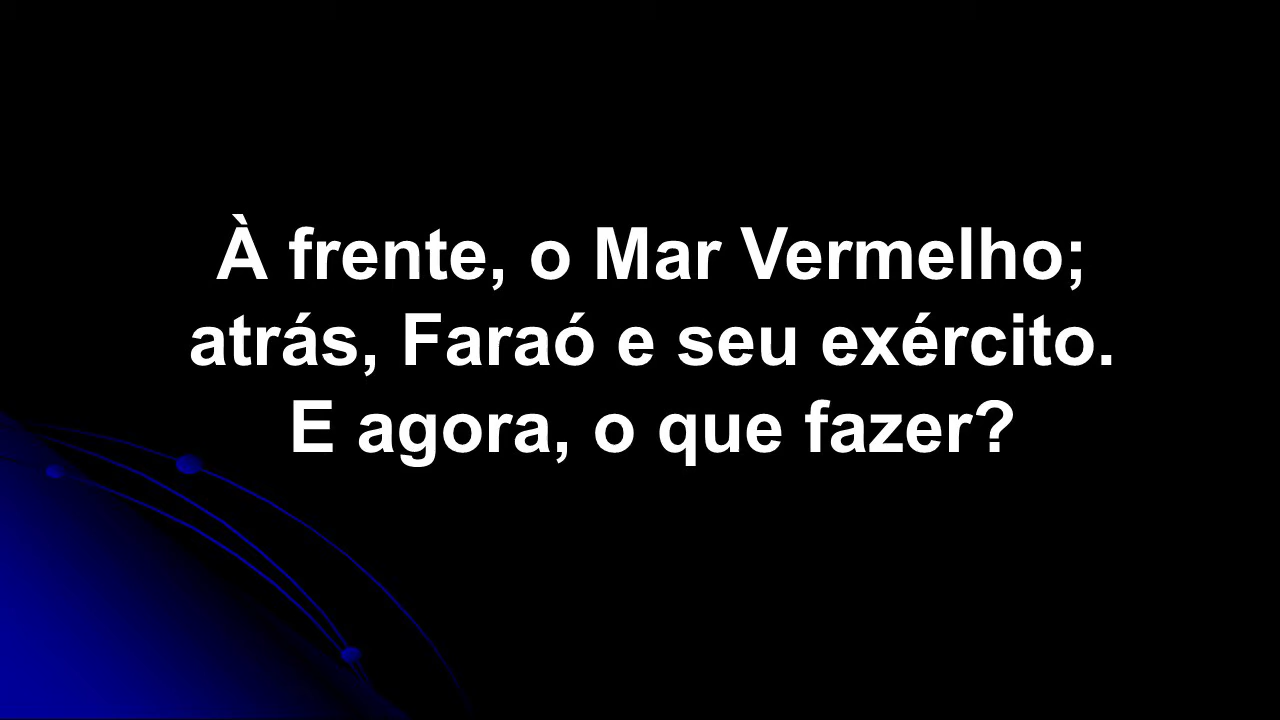 À frente, o Mar Vermelho;
atrás, Faraó e seu exército.
E agora, o que fazer?